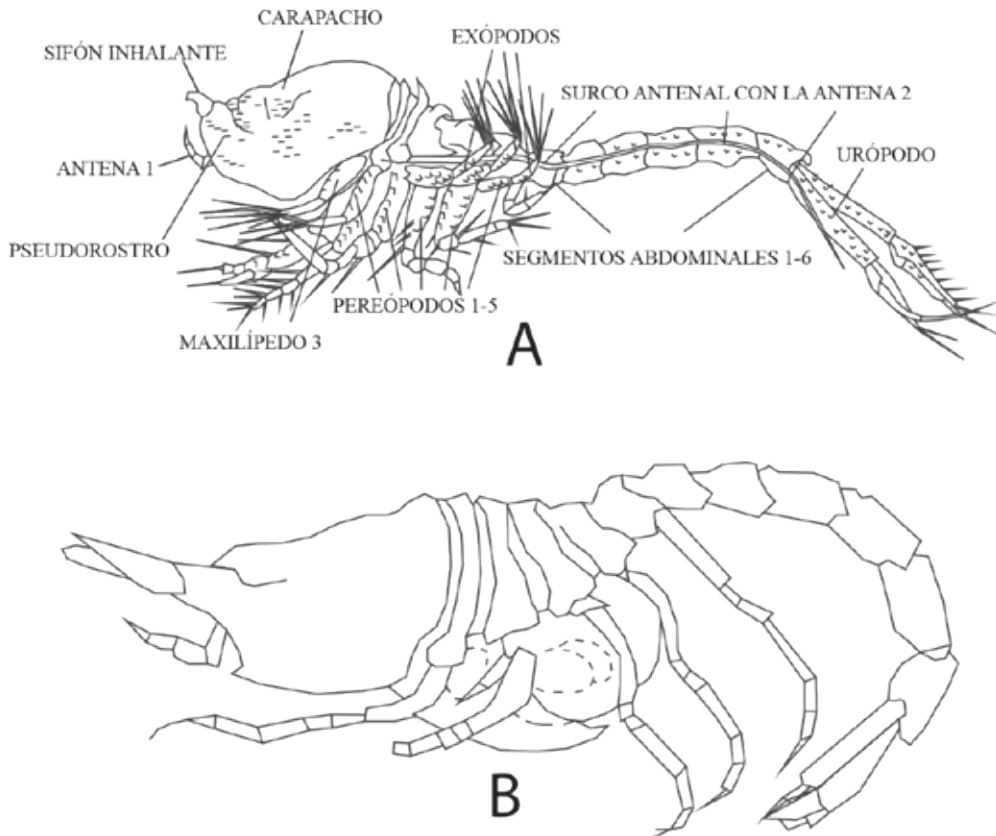 CARAPACHO
SIFÓN INHALANTE
EXÓPODOS
SURCO ANTENAL CON LA ANTENA 2
ANTENA 1
URÓPODO
PSEUDOROSTRO
SEGMENTOS ABDOMINALES 1-6
PEREÓPODOS 1-5
MAXILÍPEDO 3
A
B